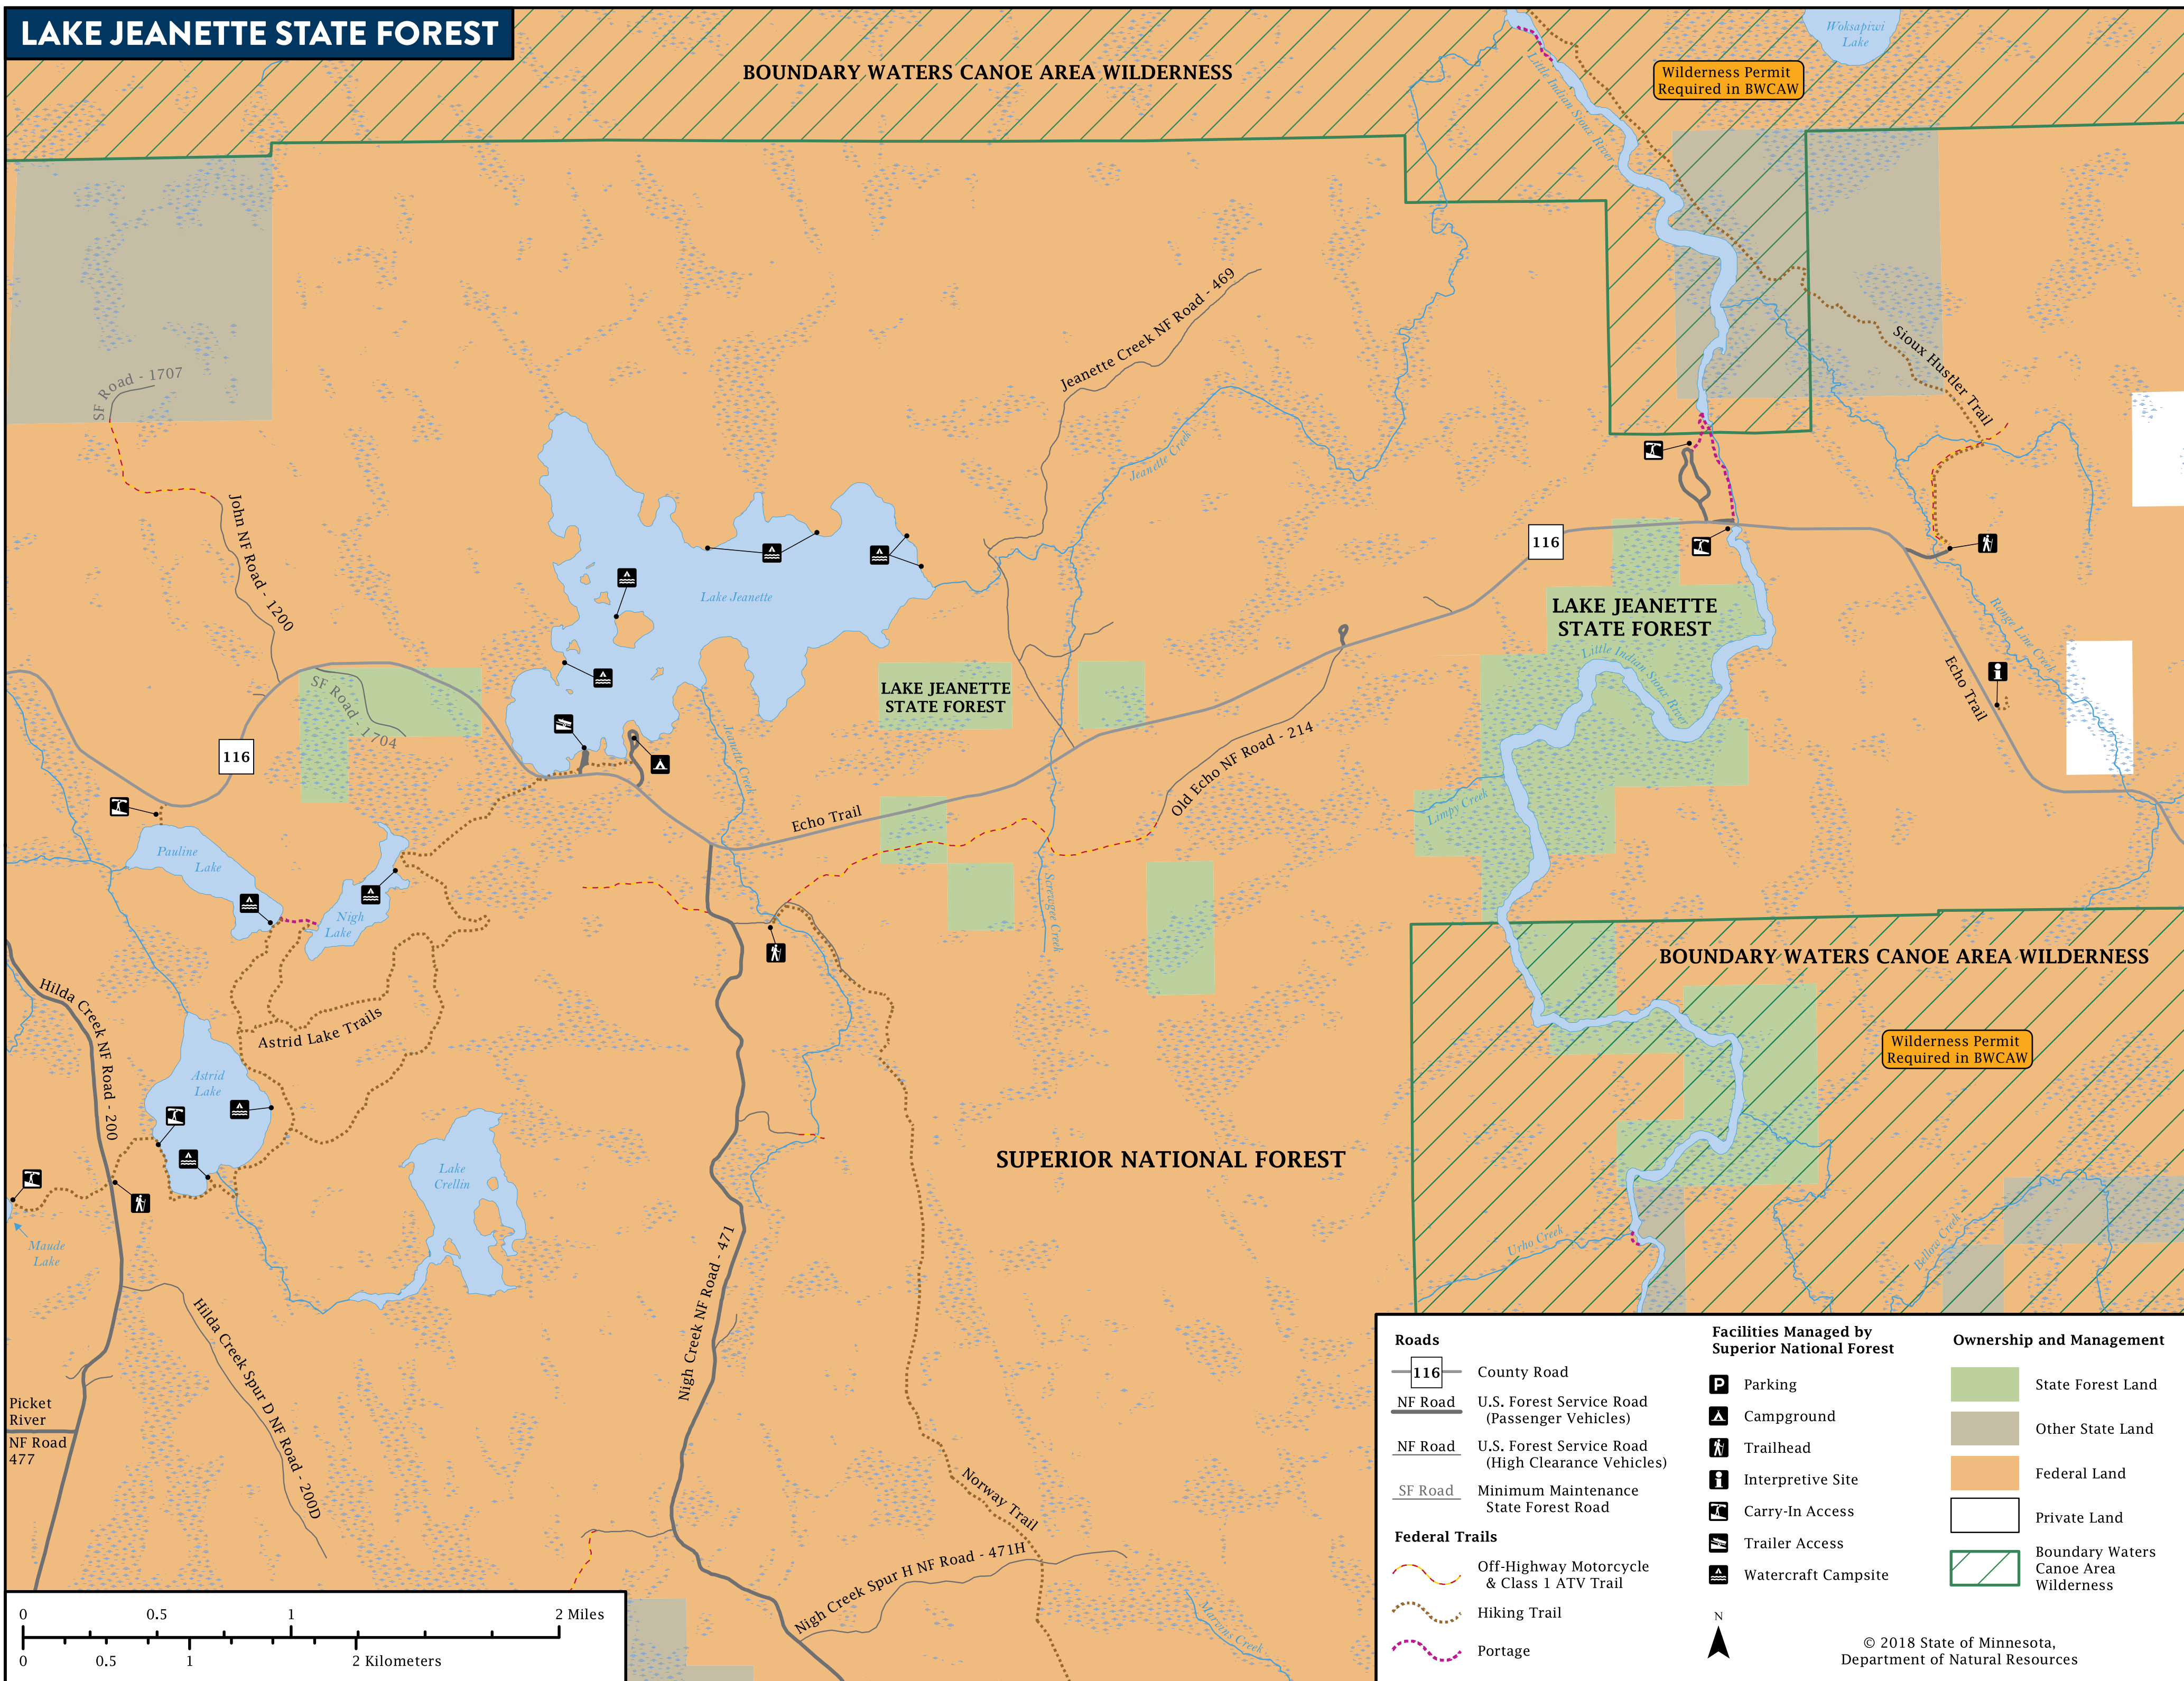 LAKE JEANETTE STATE FOREST
BOUNDARY WATERS CANOE AREA WILDERNESS
Woksapiwi
Lake
Wilderness Permit
Required in BWCAW
Little Indian Sioux River
Jeanette Creek NF Road - 469
Sioux Hustler Trail
SF Road - 1707
Jeanette Creek
John NF Road - 1200
116
Lake Jeanette
LAKE JEANETTE
STATE FOREST
Range Line Creek
Little Indian Sioux River
Echo Trail
SF Road - 1704
LAKE JEANETTE
STATE FOREST
116
Jeanette Creek
Old Echo NF Road - 214
Limpy Creek
Echo Trail
Pauline
Lake
Nigh
Lake
Scroegree Creek
BOUNDARY WATERS CANOE AREA WILDERNESS
Hilda Creek NF Road - 200
Astrid Lake Trails
Wilderness Permit
Required in BWCAW
Astrid
Lake
SUPERIOR NATIONAL FOREST
Lake
Crellin
Maude
Lake
Urho Creek
Bellow Creek
Nigh Creek NF Road - 471
Hilda Creek Spur D NF Road - 200D
Picket
River
NF Road
477
Norway Trail
Nigh Creek Spur H NF Road - 471H
Marvins Creek
0 0.5 1 2 Miles
0 0.5 1 2 Kilometers
Roads
116 County Road
NF Road U.S. Forest Service Road
(Passenger Vehicles)
NF Road U.S. Forest Service Road
(High Clearance Vehicles)
SF Road Minimum Maintenance
State Forest Road
Federal Trails
Off-Highway Motorcycle
& Class 1 ATV Trail
Hiking Trail
Portage
Facilities Managed by
Superior National Forest
P Parking
Campground
Trailhead
Interpretive Site
Carry-In Access
Trailer Access
Watercraft Campsite
N
Ownership and Management
State Forest Land
Other State Land
Federal Land
Private Land
Boundary Waters
Canoe Area
Wilderness
© 2018 State of Minnesota,
Department of Natural Resources